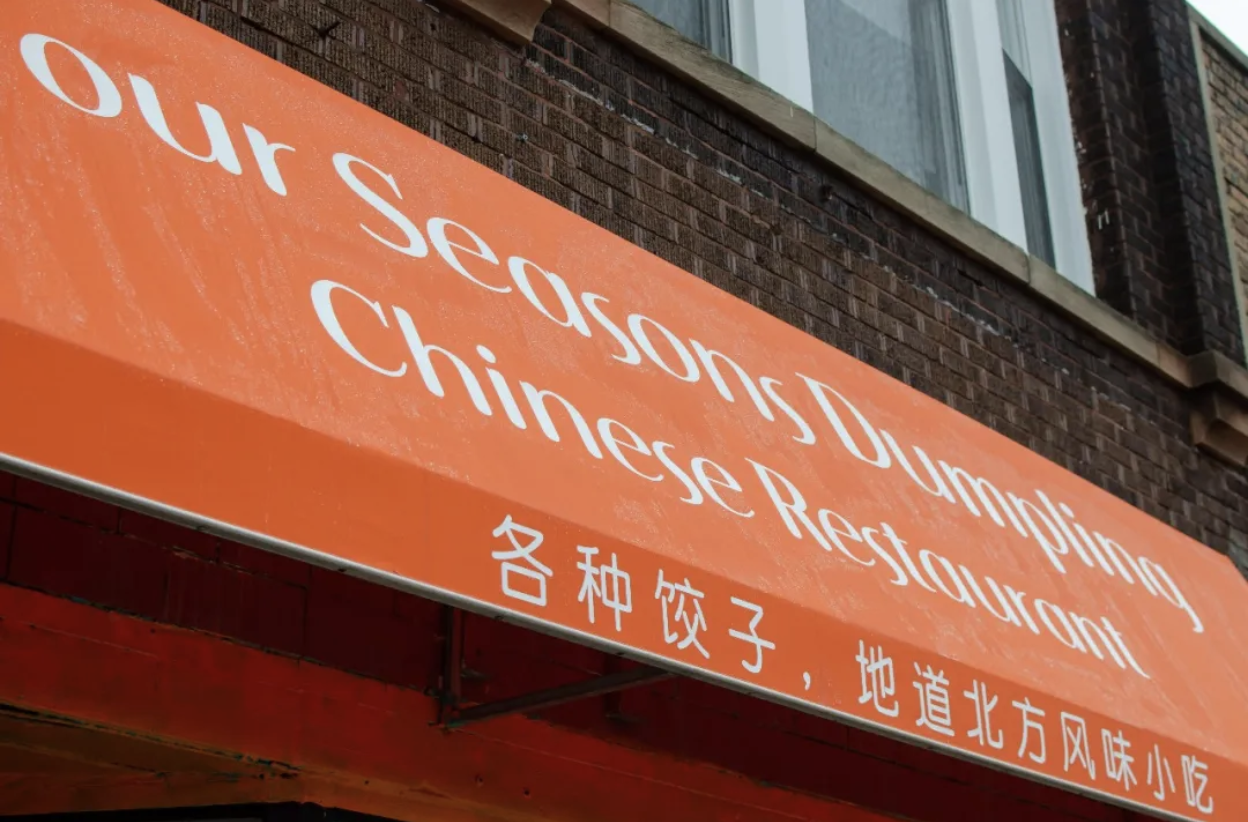 our Seasons Dumpling
Chinese Restaurant
各种饺子，地道北方风味小吃